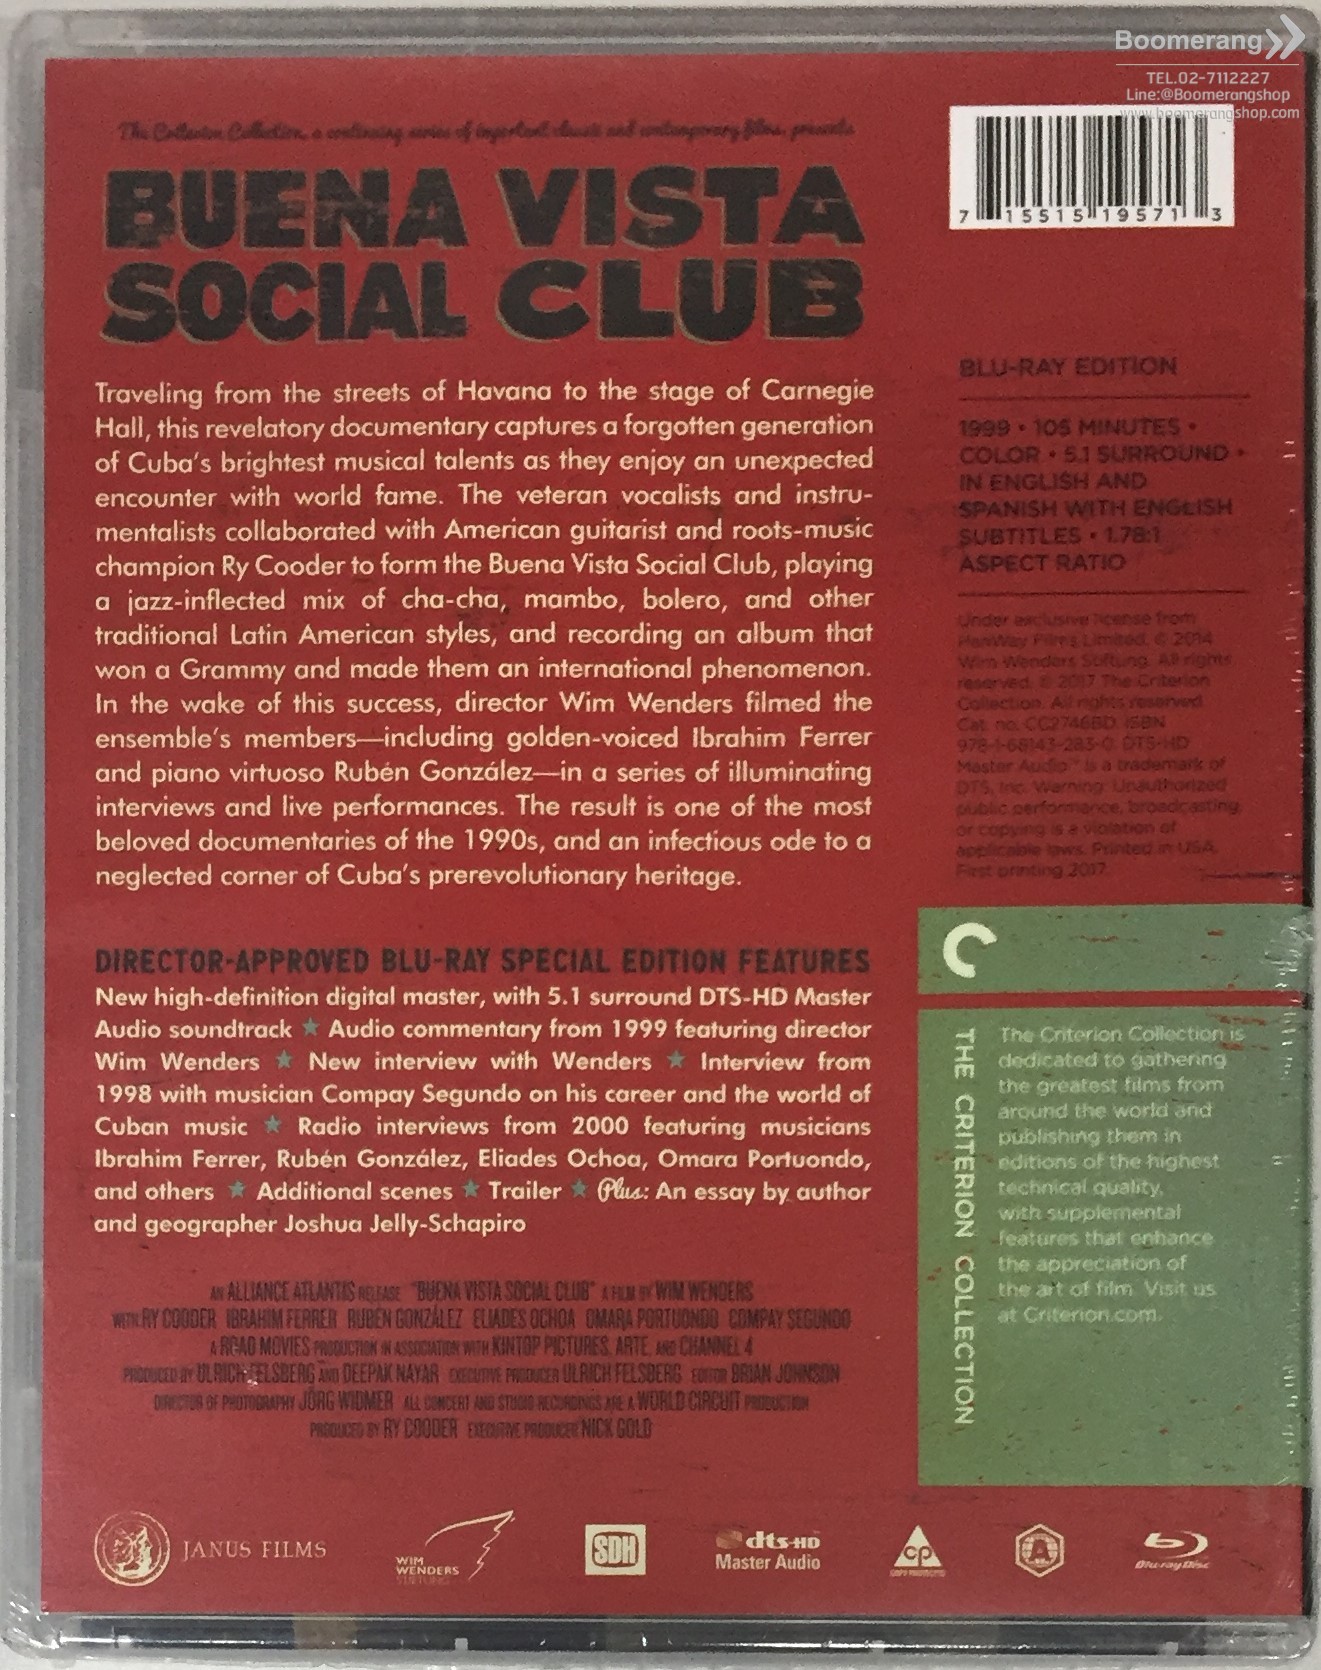 Boomerang
TEL.02-7112227
Line:@Boomerangshop
www.boomerangshop.com
The Criterion Collection, a continuing series of important classic and contemporary films, presents
BUENA VISTA
SOCIAL CLUB
7 15515 19571 3
Traveling from the streets of Havana to the stage of Carnegie
Hall, this revelatory documentary captures a forgotten generation
of Cuba's brightest musical talents as they enjoy an unexpected
encounter with world fame. The veteran vocalists and instru-
mentalists collaborated with American guitarist and roots-music
champion Ry Cooder to form the Buena Vista Social Club, playing
a jazz-inflected mix of cha-cha, mambo, bolero, and other
traditional Latin American styles, and recording an album that
won a Grammy and made them an international phenomenon.
In the wake of this success, director Wim Wenders filmed the
ensemble's members—including golden-voiced Ibrahim Ferrer
and piano virtuoso Rubén González—in a series of illuminating
interviews and live performances. The result is one of the most
beloved documentaries of the 1990s, and an infectious ode to a
neglected corner of Cuba's prerevolutionary heritage.
DIRECTOR-APPROVED BLU-RAY SPECIAL EDITION FEATURES
New high-definition digital master, with 5.1 surround DTS-HD Master
Audio soundtrack ★ Audio commentary from 1999 featuring director
Wim Wenders ★ New interview with Wenders ★ Interview from
1998 with musician Compay Segundo on his career and the world of
Cuban music ★ Radio interviews from 2000 featuring musicians
Ibrahim Ferrer, Rubén González, Eliades Ochoa, Omara Portuondo,
and others ★ Additional scenes ★ Trailer ★ Plus: An essay by author
and geographer Joshua Jelly-Schapiro
AN ALLIANCE ATLANTIS RELEASE "BUENA VISTA SOCIAL CLUB" A FILM BY WIM WENDERS
WITH RY COODER IBRAHIM FERRER RUBÉN GONZÁLEZ ELIADES OCHOA OMARA PORTUONDO COMPAY SEGUNDO
A ROAD MOVIES PRODUCTION IN ASSOCIATION WITH KINTOP PICTURES, ARTE, AND CHANNEL 4
PRODUCED BY ULRICH FELSBERG AND DEEPAK NAYAR EXECUTIVE PRODUCER ULRICH FELSBERG EDITOR BRIAN JOHNSON
DIRECTOR OF PHOTOGRAPHY JÖRG WIDMER ALL CONCERT AND STUDIO RECORDINGS ARE A WORLD CIRCUIT PRODUCTION
PRODUCED BY RY COODER EXECUTIVE PRODUCER NICK GOLD
BLU-RAY EDITION
1999 • 105 MINUTES •
COLOR • 5.1 SURROUND •
IN ENGLISH AND
SPANISH WITH ENGLISH
SUBTITLES • 1.78:1
ASPECT RATIO
Under exclusive license from
HanWay Films Limited. © 2014
Wim Wenders Stiftung. All rights
reserved. © 2017 The Criterion
Collection. All rights reserved.
Cat. no. CC2746BD. ISBN
978-1-68143-283-0. DTS-HD
Master Audio™ is a trademark of
DTS, Inc. Warning: Unauthorized
public performance, broadcasting,
or copying is a violation of
applicable laws. Printed in USA.
First printing 2017.
THE CRITERION COLLECTION
The Criterion Collection is
dedicated to gathering
the greatest films from
around the world and
publishing them in
editions of the highest
technical quality,
with supplemental
features that enhance
the appreciation of
the art of film. Visit us
at Criterion.com.
JANUS FILMS
WIM
WENDERS
STIFTUNG
SDH
dts-HD
Master Audio
cp
COPY PROTECTED
A
Blu-ray Disc